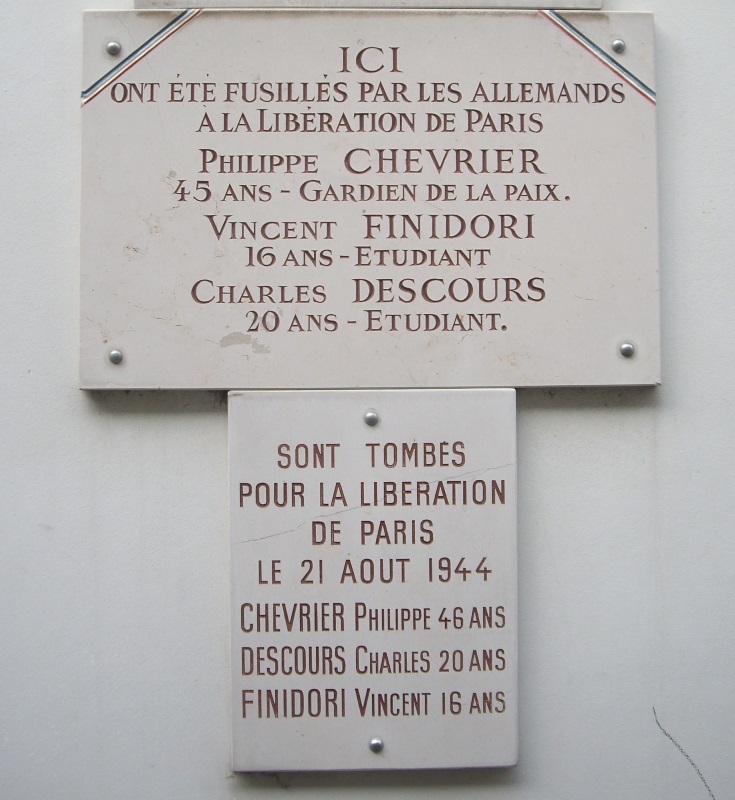 ICI
ONT ÉTÉ FUSILLÉS PAR LES ALLEMANDS
A LA LIBÉRATION DE PARIS
PHILIPPE CHEVRIER
45 ANS - GARDIEN DE LA PAIX.
VINCENT FINIDORI
16 ANS - ETUDIANT
CHARLES DESCOURS
20 ANS - ETUDIANT.
SONT TOMBÉS
POUR LA LIBERATION
DE PARIS
LE 21 AOUT 1944
CHEVRIER PHILIPPE 46 ANS
DESCOURS CHARLES 20 ANS
FINIDORI VINCENT 16 ANS